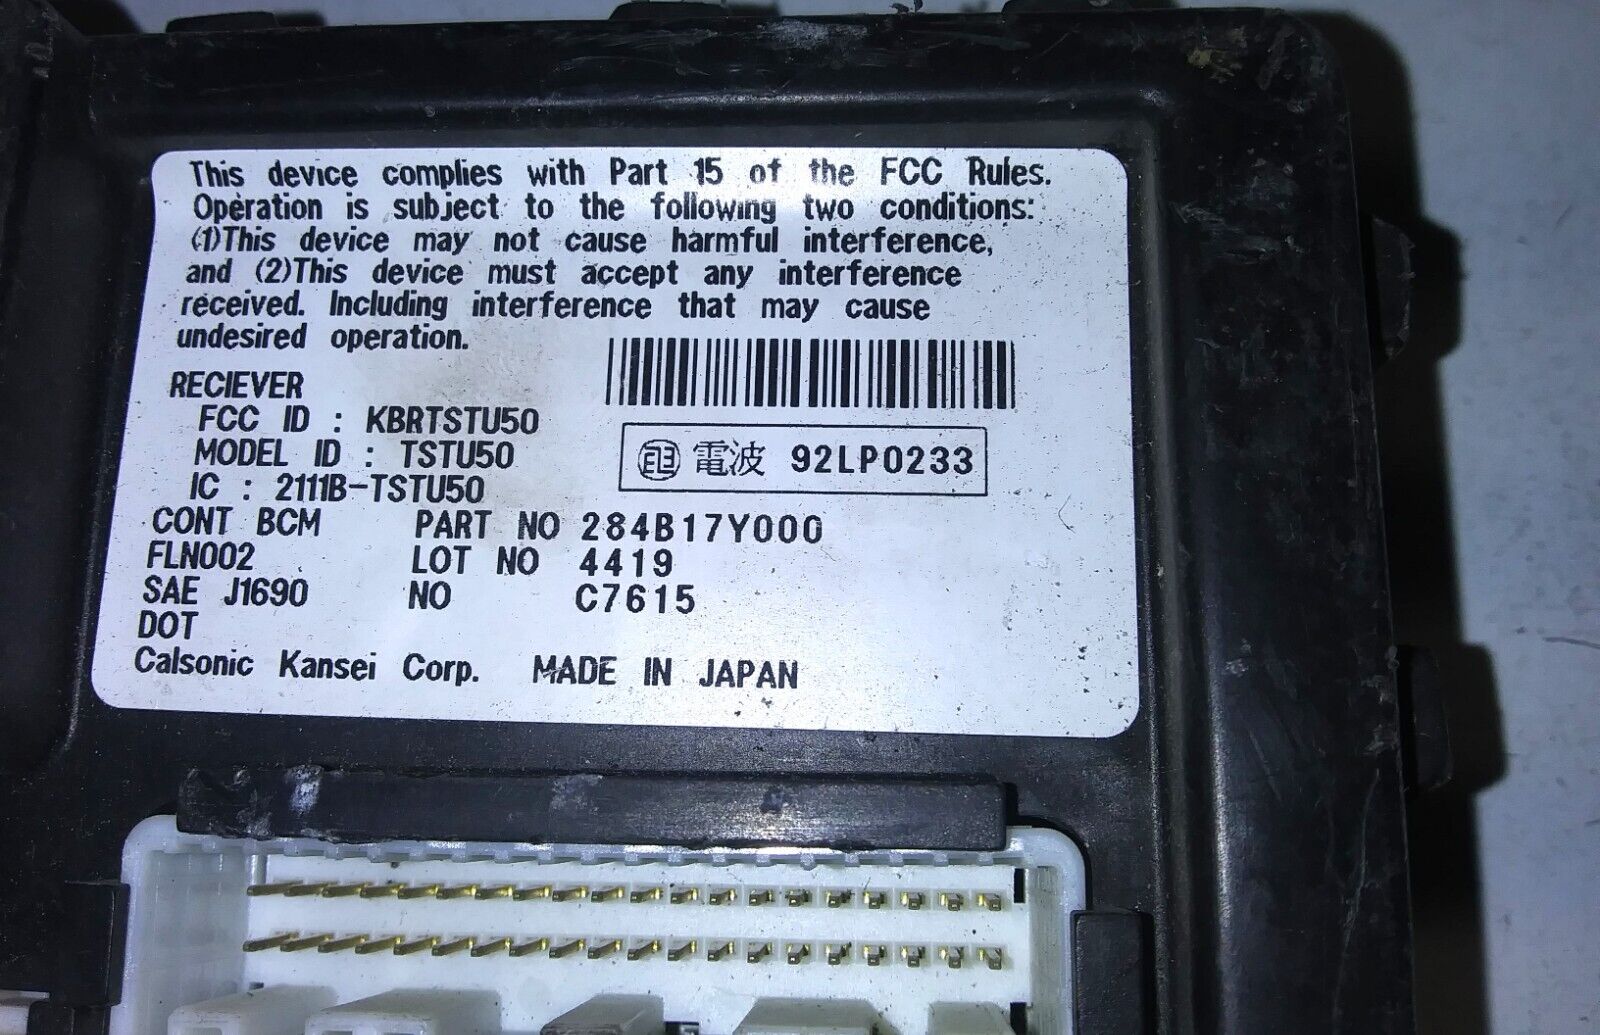 This device complies with Part 15 of the FCC Rules.
Operation is subject to the following two conditions:
(1)This device may not cause harmful interference,
and (2)This device must accept any interference
received. Including interference that may cause
undesired operation.
RECIEVER
FCC ID : KBRTSTU50
MODEL ID : TSTU50
IC : 2111B-TSTU50
電波 92LP0233
CONT BCM PART NO 284B17Y000
FLN002 LOT NO 4419
SAE J1690 NO C7615
DOT
Calsonic Kansei Corp. MADE IN JAPAN